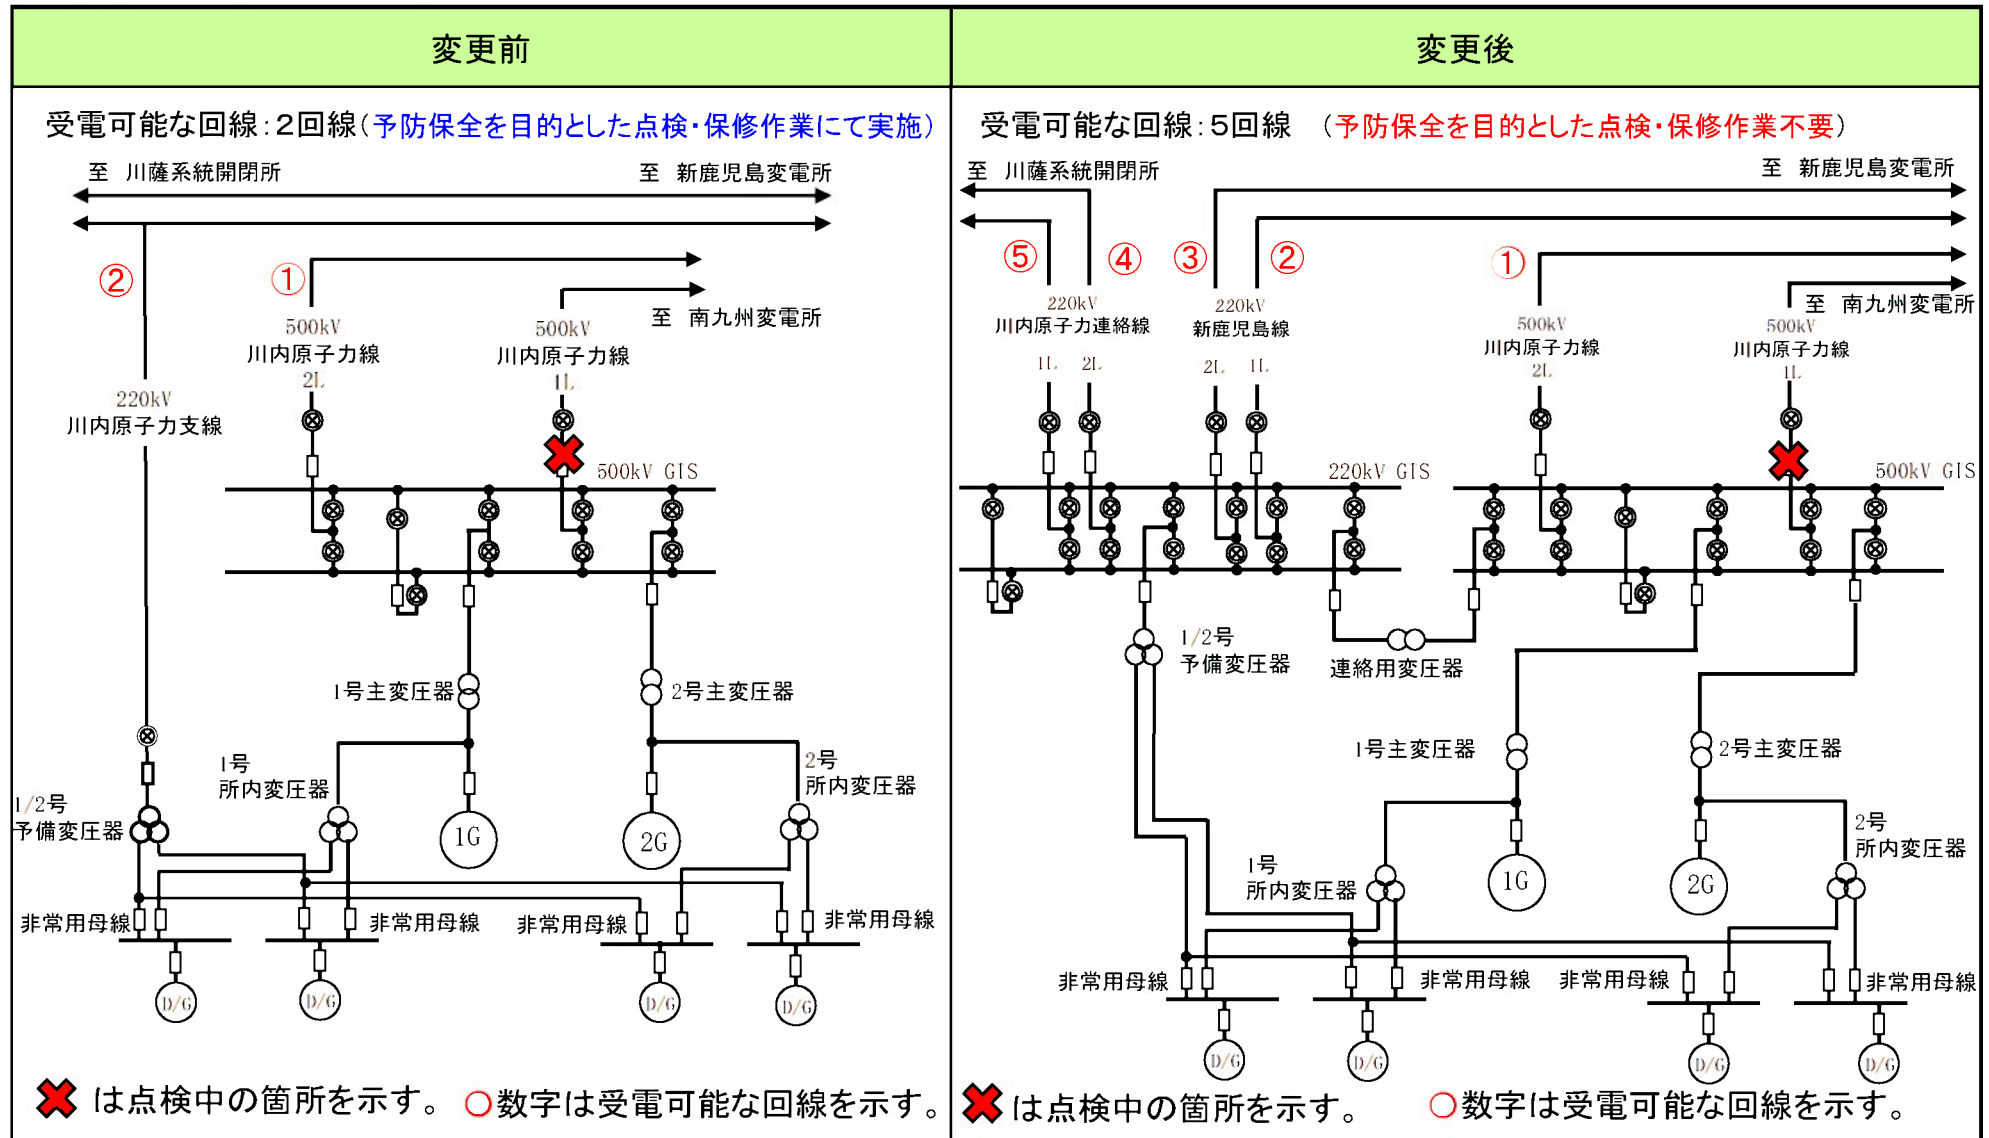 変更前
受電可能な回線：2回線（予防保全を目的とした点検・保修作業にて実施）
至 川薩系統開閉所
至 新鹿児島変電所
②
①
500kV
川内原子力線
2L
500kV
川内原子力線
1L
至 南九州変電所
220kV
川内原子力支線
500kV GIS
1号主変圧器
2号主変圧器
1号
所内変圧器
2号
所内変圧器
1/2号
予備変圧器
1G
2G
非常用母線
非常用母線
非常用母線
非常用母線
D/G
D/G
D/G
D/G
は点検中の箇所を示す。
○数字は受電可能な回線を示す。
変更後
受電可能な回線：5回線 （予防保全を目的とした点検・保修作業不要）
至 川薩系統開閉所
至 新鹿児島変電所
⑤
④
③
②
①
220kV
川内原子力連絡線
1L 2L
220kV
新鹿児島線
2L 1L
500kV
川内原子力線
2L
至 南九州変電所
500kV
川内原子力線
1L
220kV GIS
500kV GIS
1/2号
予備変圧器
連絡用変圧器
1号主変圧器
2号主変圧器
1号
所内変圧器
2号
所内変圧器
1G
2G
非常用母線
非常用母線
非常用母線
非常用母線
D/G
D/G
D/G
D/G
は点検中の箇所を示す。
○数字は受電可能な回線を示す。